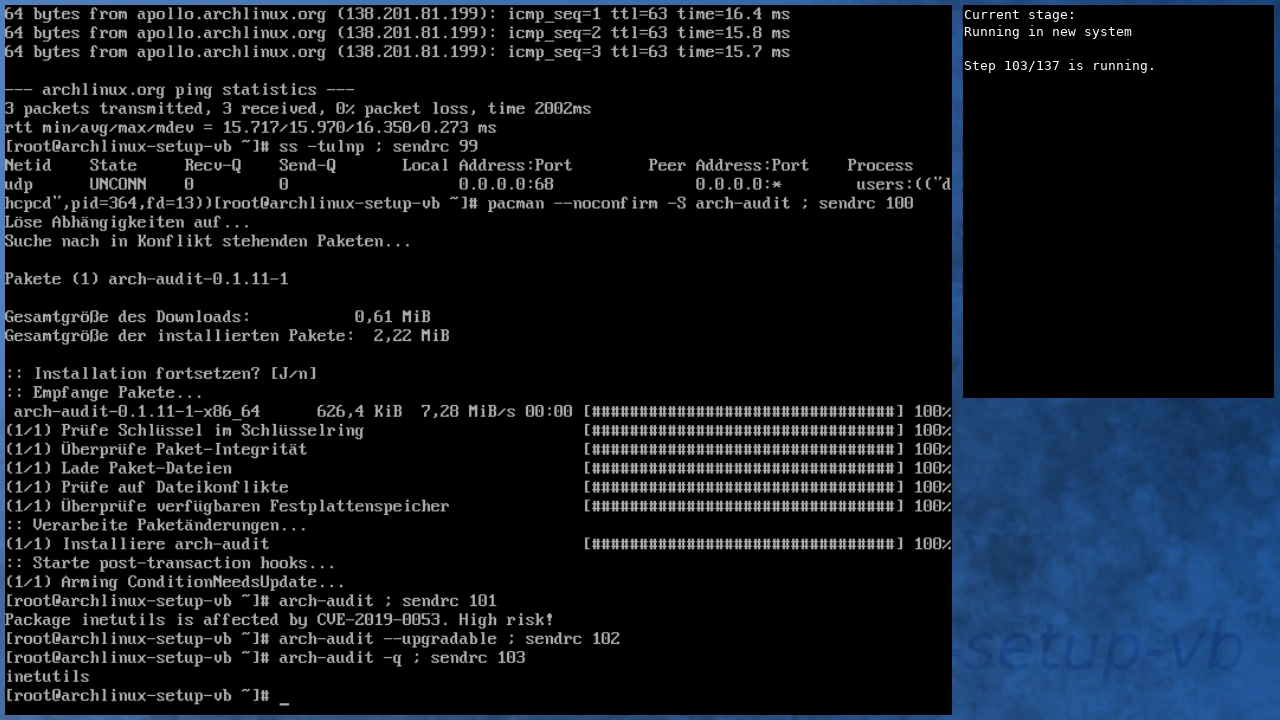 64 bytes from apollo.archlinux.org (138.201.81.199): icmp_seq=1 ttl=63 time=16.4 ms
64 bytes from apollo.archlinux.org (138.201.81.199): icmp_seq=2 ttl=63 time=15.8 ms
64 bytes from apollo.archlinux.org (138.201.81.199): icmp_seq=3 ttl=63 time=15.7 ms
--- archlinux.org ping statistics ---
3 packets transmitted, 3 received, 0% packet loss, time 2002ms
rtt min/avg/max/mdev = 15.717/15.970/16.350/0.273 ms
[root@archlinux-setup-vb ~]# ss -tulnp ; sendrc 99
Netid    State     Recv-Q    Send-Q       Local Address:Port        Peer Address:Port    Process
udp      UNCONN    0         0                  0.0.0.0:68               0.0.0.0:*        users:(("d
hcpcd",pid=364,fd=13))[root@archlinux-setup-vb ~]# pacman --noconfirm -S arch-audit ; sendrc 100
Löse Abhängigkeiten auf...
Suche nach in Konflikt stehenden Paketen...
Pakete (1) arch-audit-0.1.11-1
Gesamtgröße des Downloads:           0,61 MiB
Gesamtgröße der installierten Pakete:  2,22 MiB
:: Installation fortsetzen? [J/n]
:: Empfange Pakete...
arch-audit-0.1.11-1-x86_64      626,4 KiB  7,28 MiB/s 00:00 [################################] 100%
(1/1) Prüfe Schlüssel im Schlüsselring                       [################################] 100%
(1/1) Überprüfe Paket-Integrität                             [################################] 100%
(1/1) Lade Paket-Dateien                                     [################################] 100%
(1/1) Prüfe auf Dateikonflikte                               [################################] 100%
(1/1) Überprüfe verfügbaren Festplattenspeicher              [################################] 100%
:: Verarbeite Paketänderungen...
(1/1) Installiere arch-audit                                 [################################] 100%
:: Starte post-transaction hooks...
(1/1) Arming ConditionNeedsUpdate...
[root@archlinux-setup-vb ~]# arch-audit ; sendrc 101
Package inetutils is affected by CVE-2019-0053. High risk!
[root@archlinux-setup-vb ~]# arch-audit --upgradable ; sendrc 102
[root@archlinux-setup-vb ~]# arch-audit -q ; sendrc 103
inetutils
[root@archlinux-setup-vb ~]# _
Current stage:
Running in new system
Step 103/137 is running.
-setup-vb